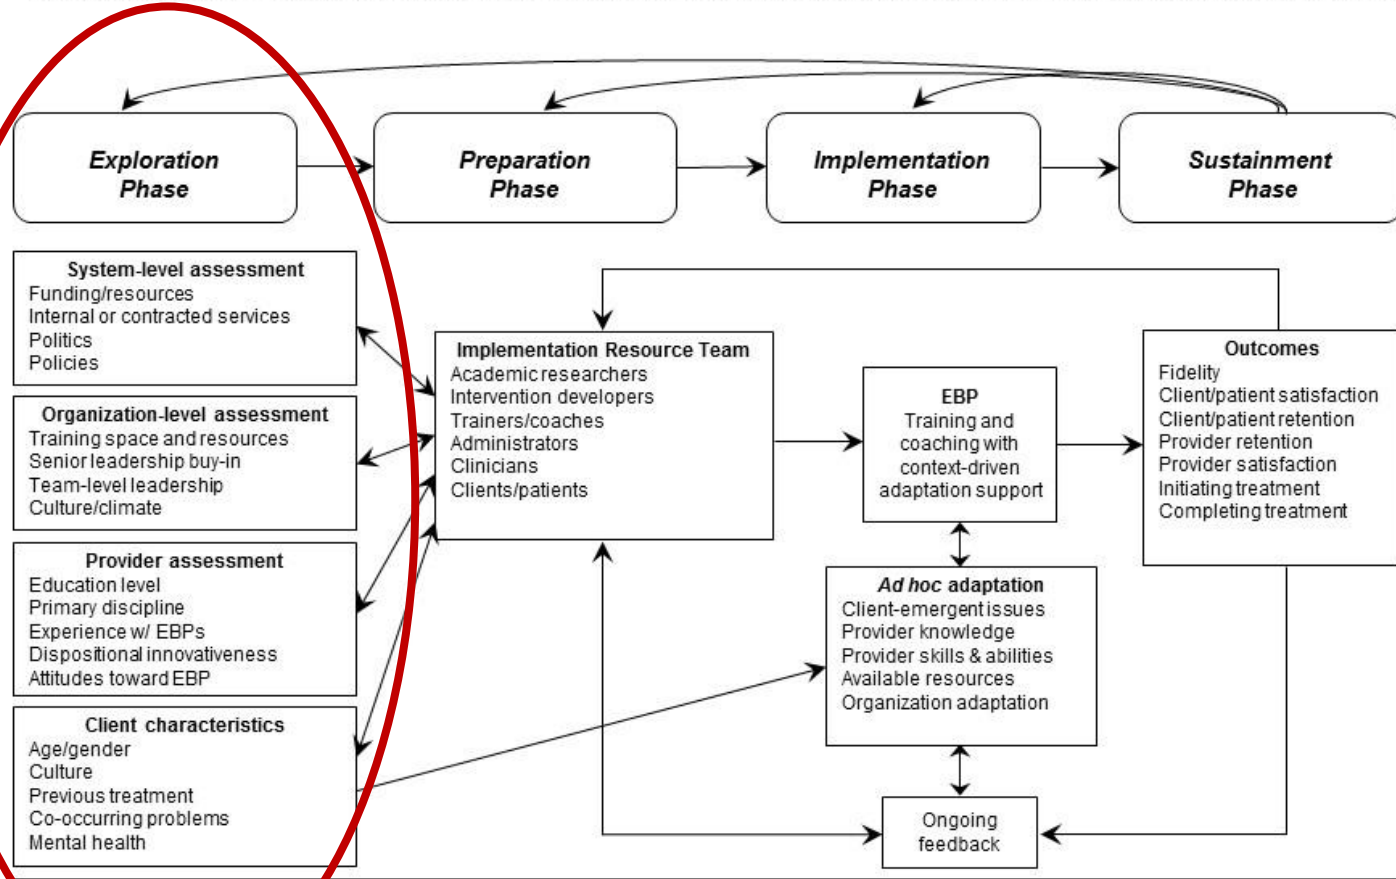 Exploration
Phase
Preparation
Phase
Implementation
Phase
Sustainment
Phase
System-level assessment
Funding/resources
Internal or contracted services
Politics
Policies
Organization-level assessment
Training space and resources
Senior leadership buy-in
Team-level leadership
Culture/climate
Provider assessment
Education level
Primary discipline
Experience w/ EBPs
Dispositional innovativeness
Attitudes toward EBP
Client characteristics
Age/gender
Culture
Previous treatment
Co-occurring problems
Mental health
Implementation Resource Team
Academic researchers
Intervention developers
Trainers/coaches
Administrators
Clinicians
Clients/patients
EBP
Training and
coaching with
context-driven
adaptation support
Ad hoc adaptation
Client-emergent issues
Provider knowledge
Provider skills & abilities
Available resources
Organization adaptation
Ongoing
feedback
Outcomes
Fidelity
Client/patient satisfaction
Client/patient retention
Provider retention
Provider satisfaction
Initiating treatment
Completing treatment